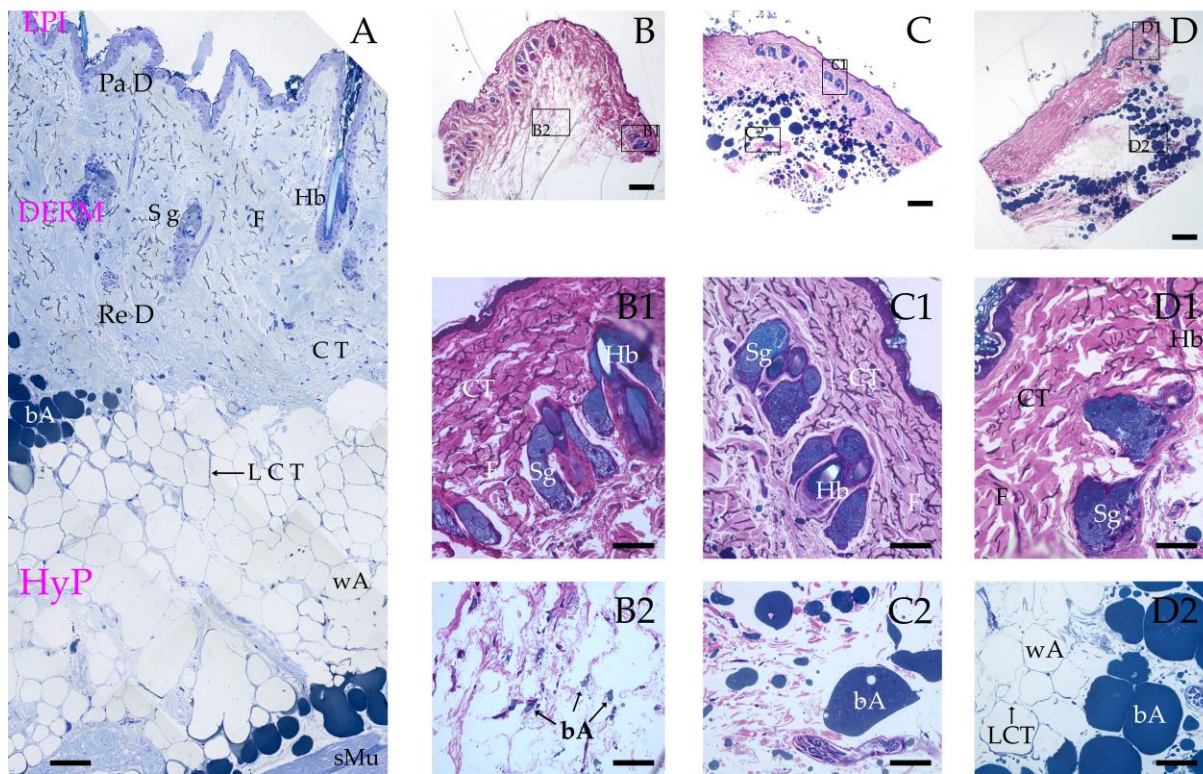 EPI
A
Pa D
DERM
S g
F
Hb
Re D
C T
bA
L C T
HyP
wA
sMu
B
B2
B1
C
C1
C2
D
D1
D2
B1
Hb
CT
F
Sg
C1
Sg
CT
Hb
F
D1
Hb
CT
F
Sg
B2
bA
C2
bA
D2
wA
LCT
bA